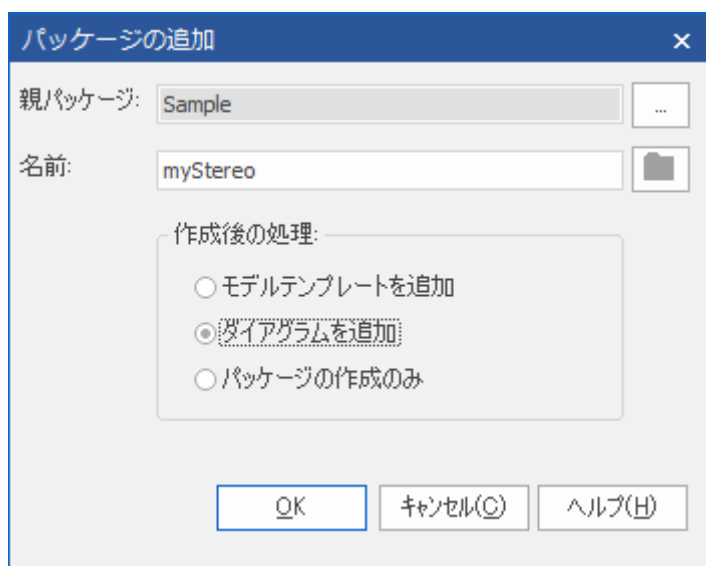 パッケージの追加
親パッケージ: Sample ...
名前: myStereo
作成後の処理:
モデルテンプレートを追加
ダイアグラムを追加
パッケージの作成のみ
OK キャンセル(C) ヘルプ(H)